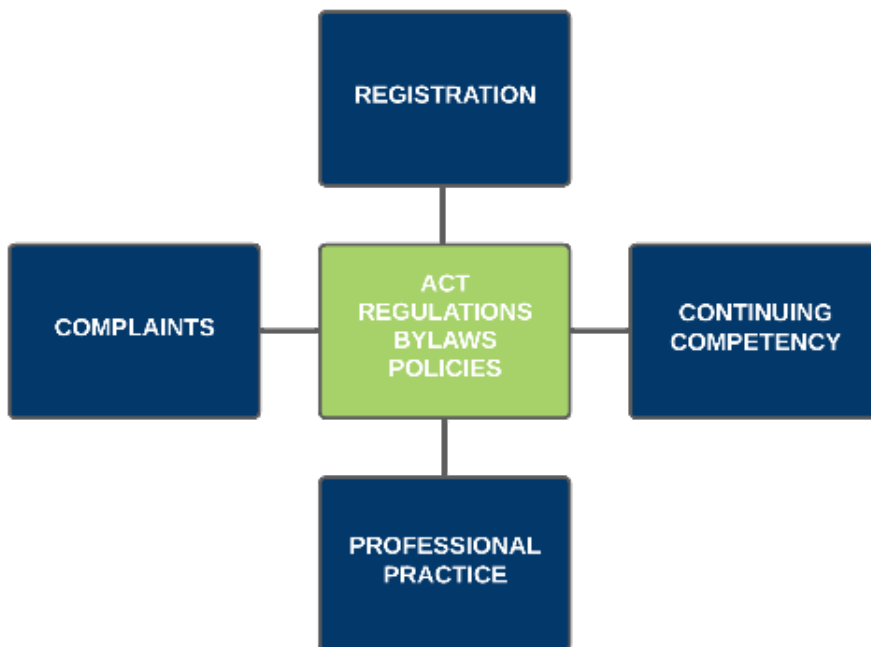 REGISTRATION
COMPLAINTS
ACT
REGULATIONS
BYLAWS
POLICIES
CONTINUING
COMPETENCY
PROFESSIONAL
PRACTICE